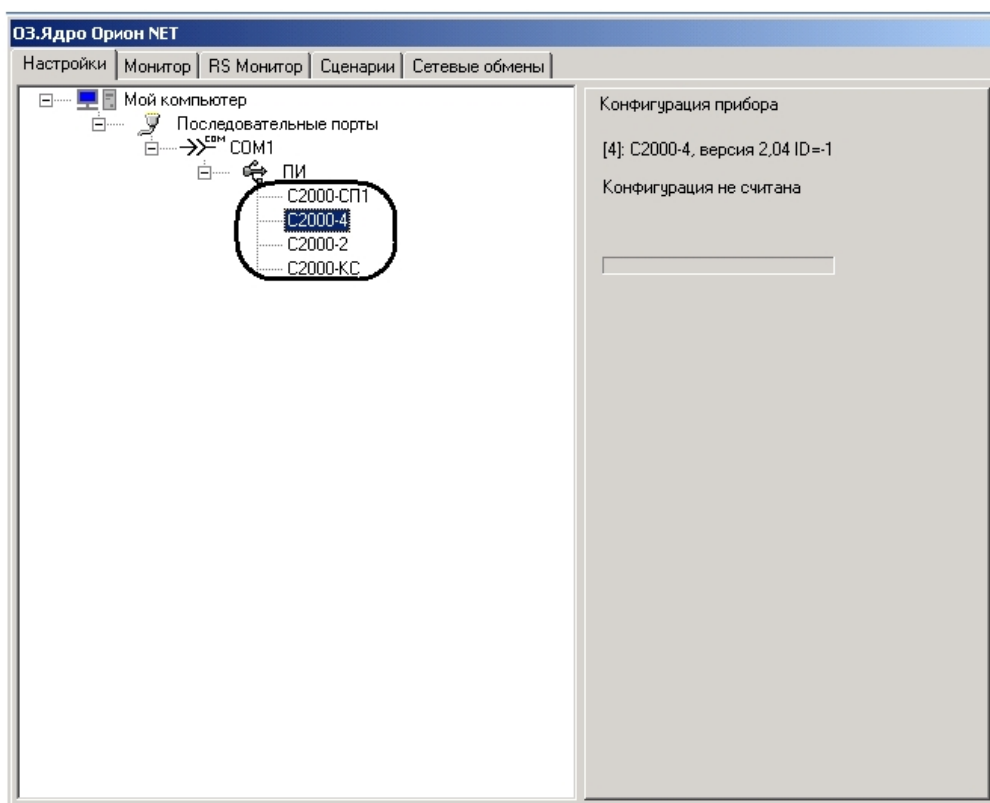 ОЗ.Ядро Орион NET
Настройки Монитор RS Монитор Сценарии Сетевые обмены
Мой компьютер
Последовательные порты
COM COM1
ПИ
С2000-СП1
С2000-4
С2000-2
С2000-КС
Конфигурация прибора
[4]: С2000-4, версия 2,04 ID=-1
Конфигурация не считана